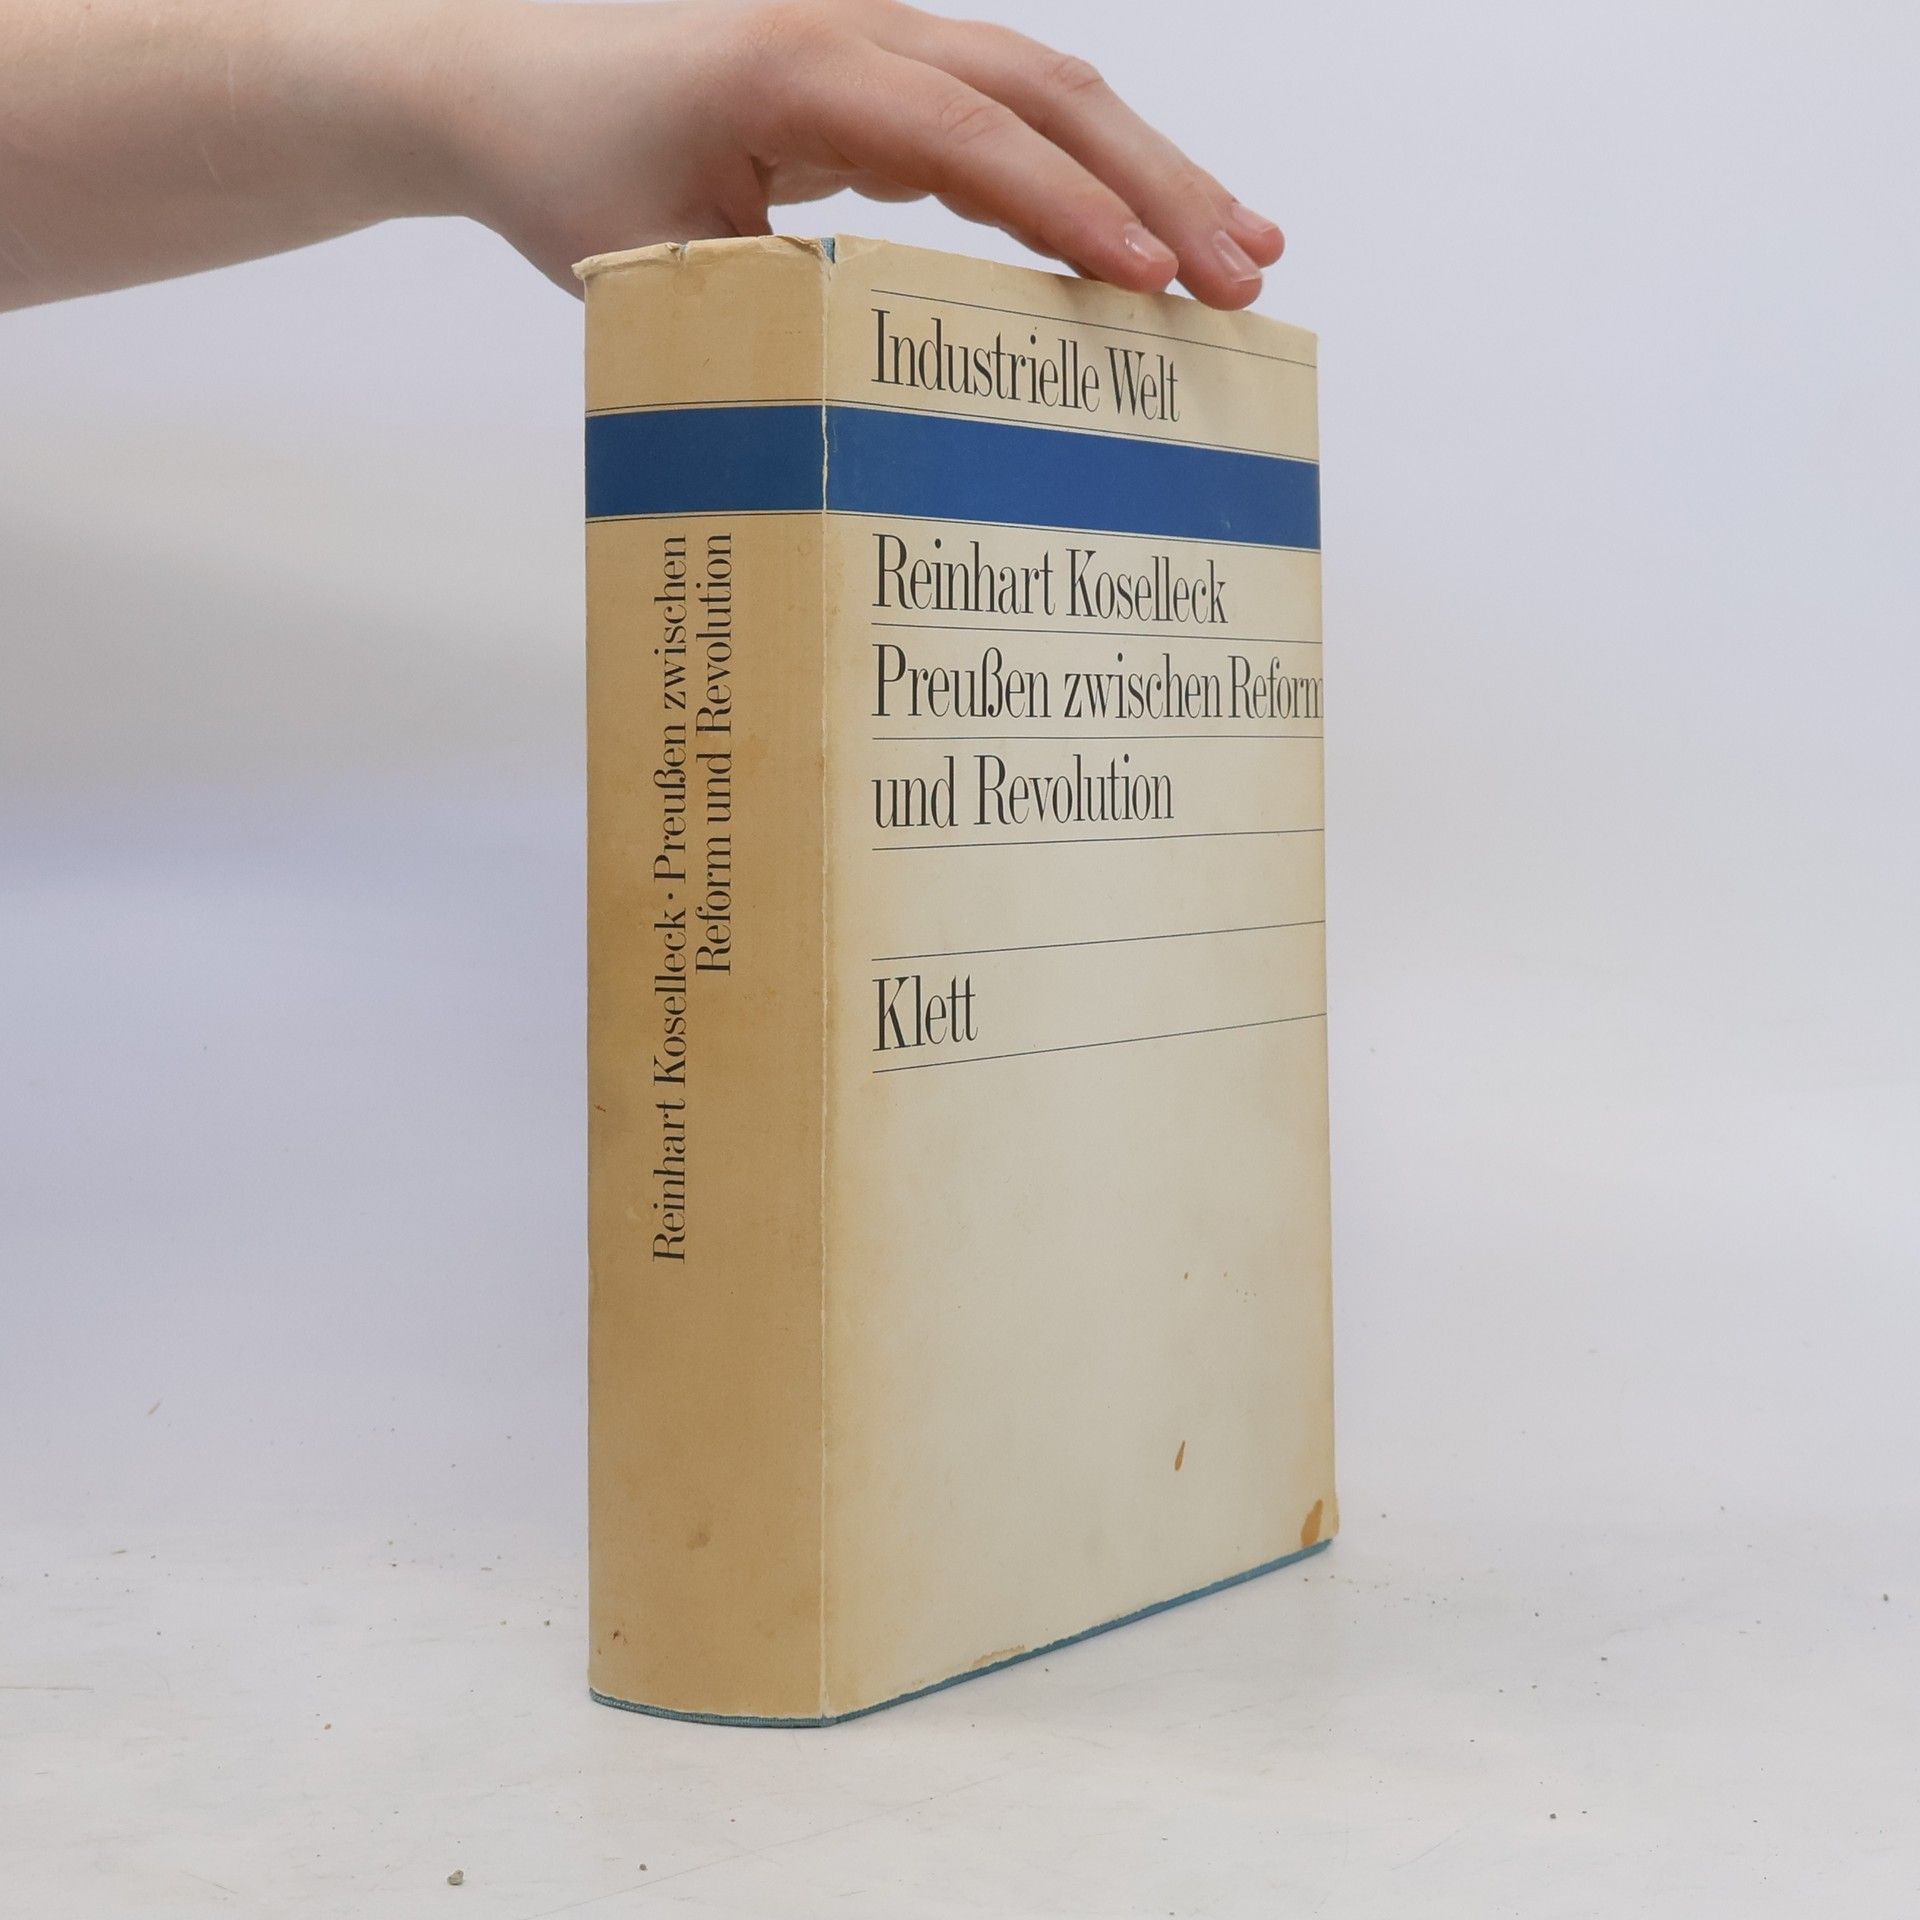 Industrielle Welt
Reinhart Koselleck
Preußen zwischen Reform
und Revolution
Klett
Reinhart Koselleck · Preußen zwischen
Reform und Revolution